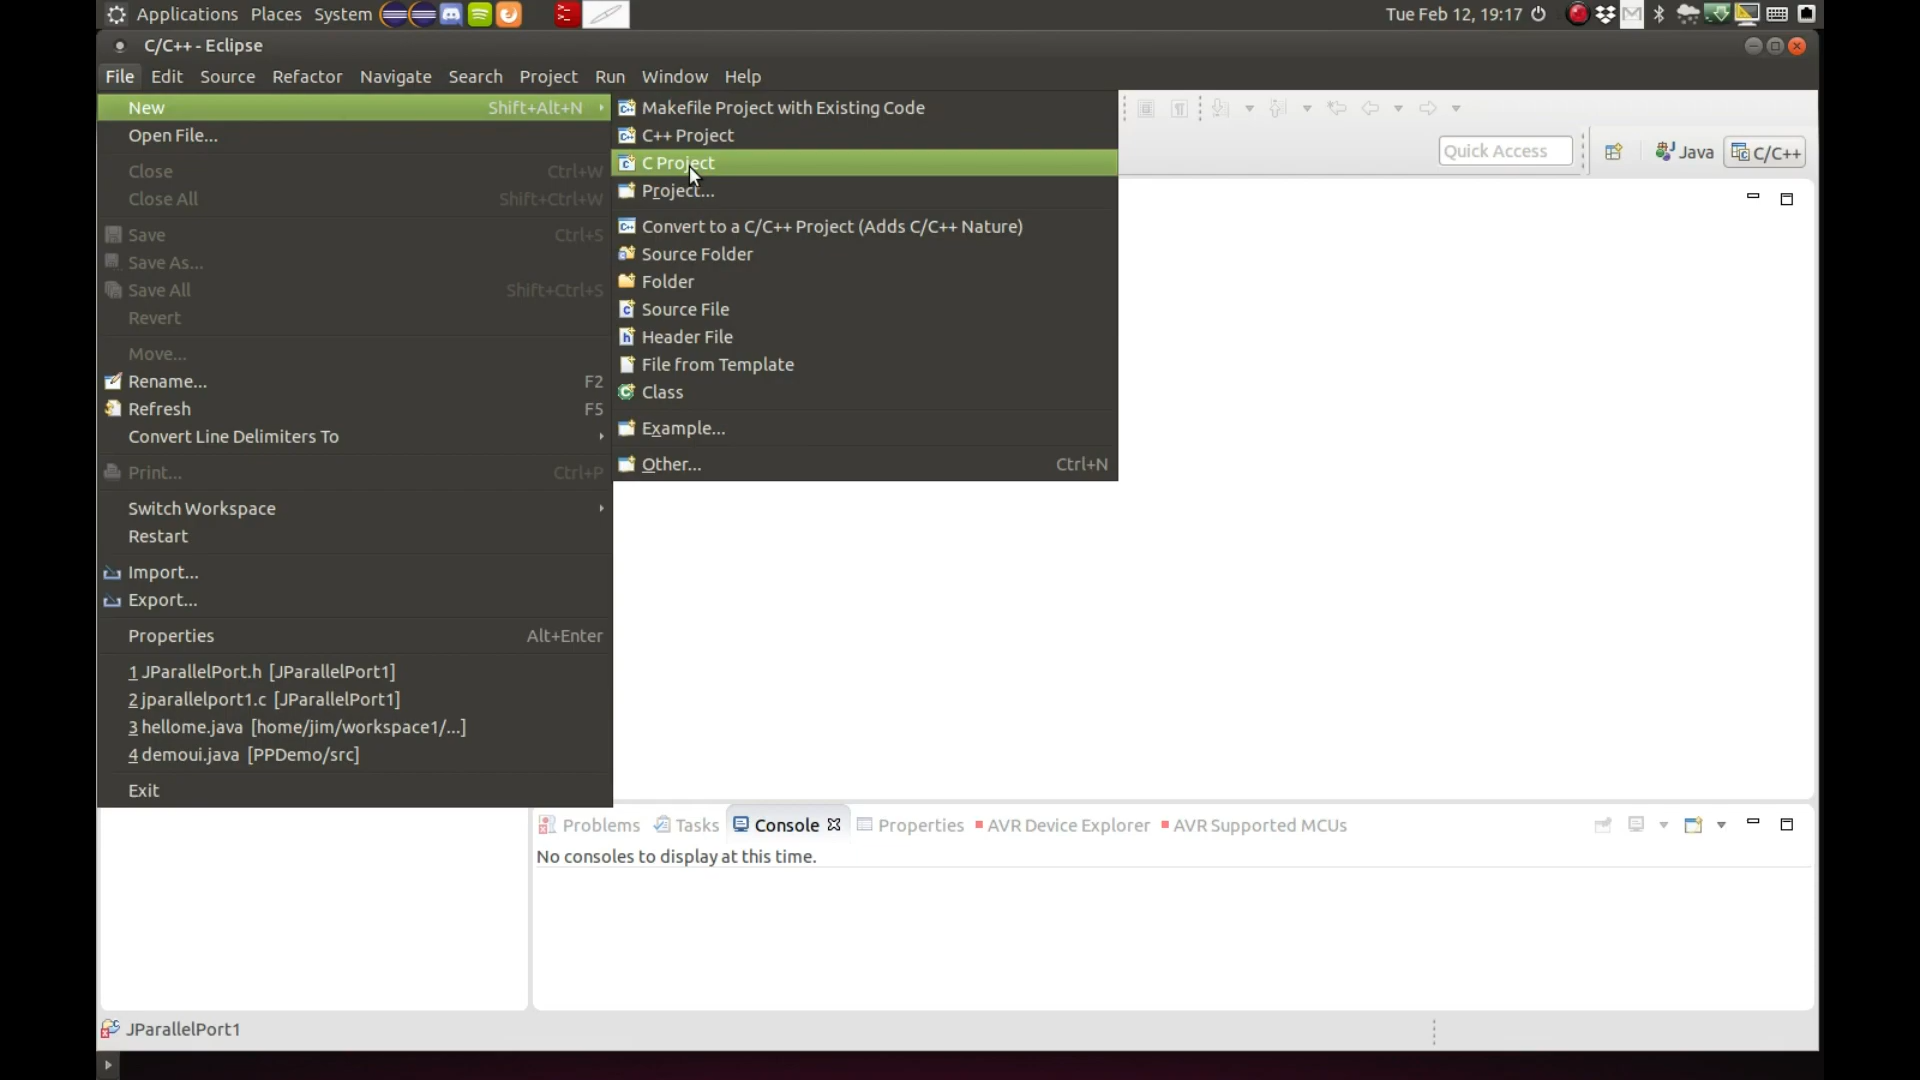 Applications Places System
Tue Feb 12, 19:17
C/C++ - Eclipse
File Edit Source Refactor Navigate Search Project Run Window Help
New Shift+Alt+N
Open File...
Close Ctrl+W
Close All Shift+Ctrl+W
Save Ctrl+S
Save As...
Save All Shift+Ctrl+S
Revert
Move...
Rename... F2
Refresh F5
Convert Line Delimiters To
Print... Ctrl+P
Switch Workspace
Restart
Import...
Export...
Properties Alt+Enter
1 JParallelPort.h [JParallelPort1]
2 jparallelport1.c [JParallelPort1]
3 hellome.java [home/jim/workspace1/...]
4 demoui.java [PPDemo/src]
Exit
Makefile Project with Existing Code
C++ Project
C Project
Project...
Convert to a C/C++ Project (Adds C/C++ Nature)
Source Folder
Folder
Source File
Header File
File from Template
Class
Example...
Other... Ctrl+N
Quick Access
Java C/C++
Problems Tasks Console Properties AVR Device Explorer AVR Supported MCUs
No consoles to display at this time.
JParallelPort1